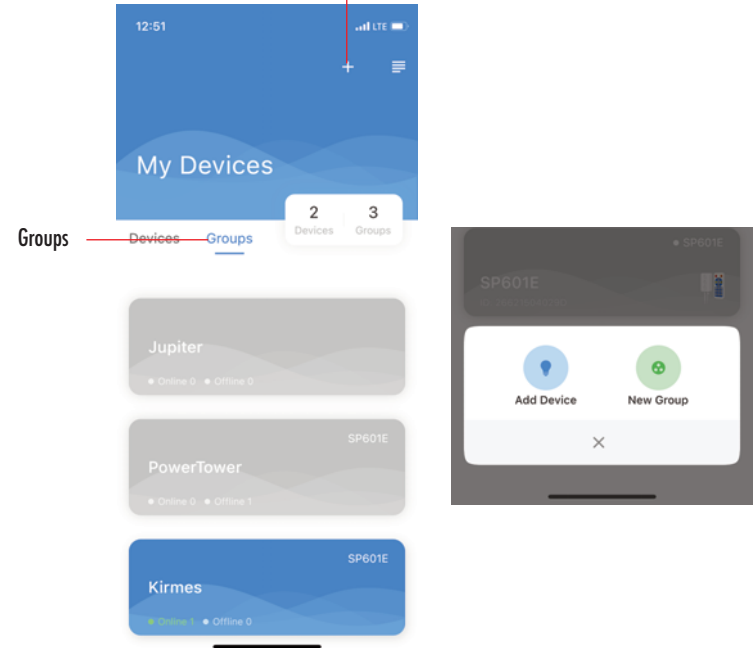 12:51
LTE
My Devices
2
3
Devices
Groups
Groups
Devices
Groups
Jupiter
Online 0
Offline 0
SP601E
PowerTower
Online 0
Offline 1
SP601E
Kirmes
Online 1
Offline 0
SP601E
SP601E
Add Device
New Group